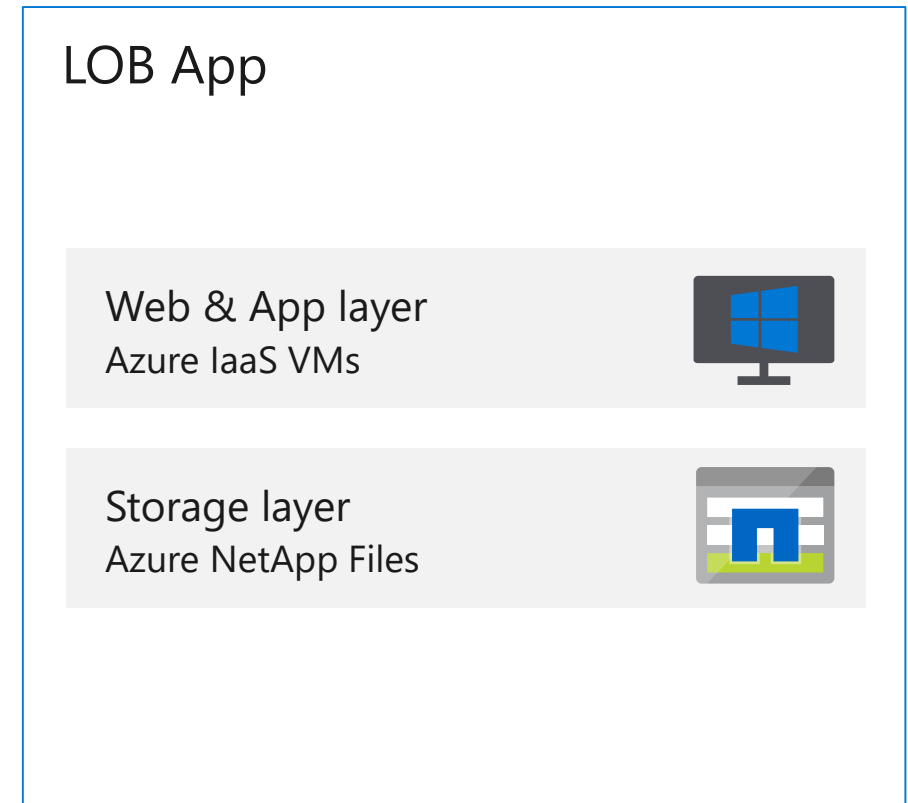 LOB App
Web & App layer
Azure IaaS VMs
Storage layer
Azure NetApp Files